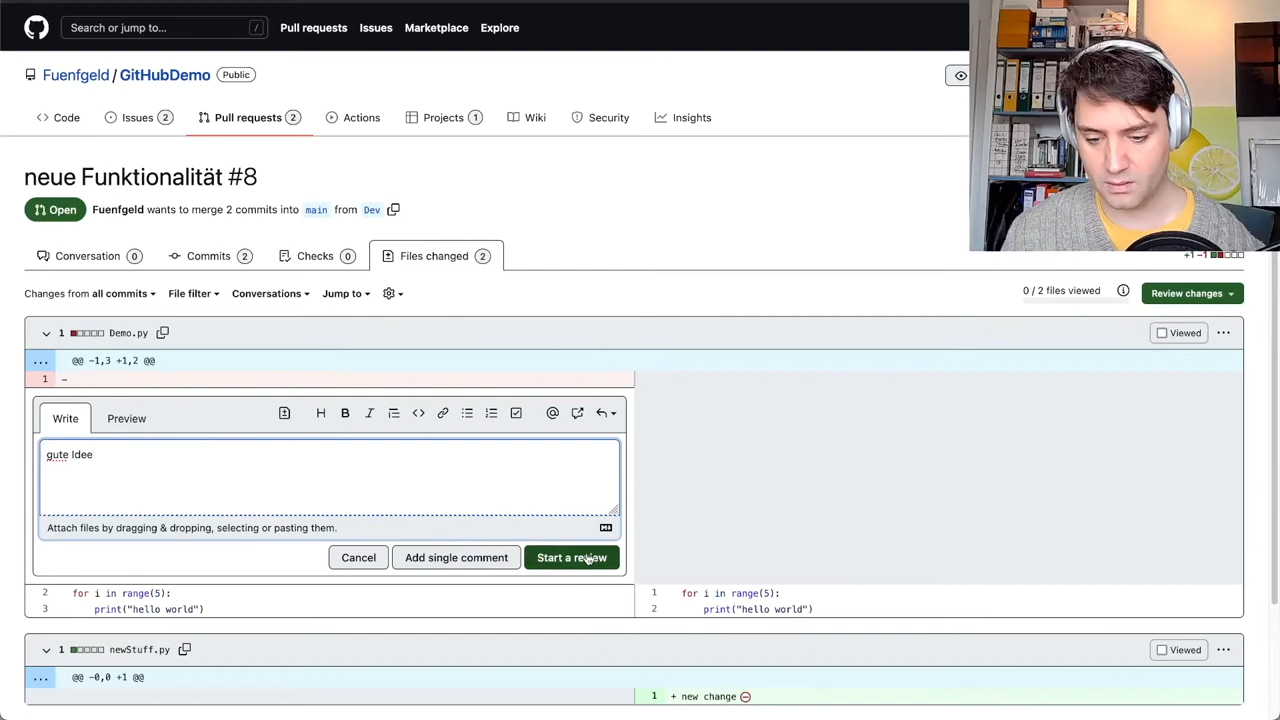 Search or jump to... /
Pull requests Issues Marketplace Explore
Fuenfgeld / GitHubDemo Public
Code Issues 2 Pull requests 2 Actions Projects 1 Wiki Security Insights
neue Funktionalität #8
Open Fuenfgeld wants to merge 2 commits into main from Dev
Conversation 0 Commits 2 Checks 0 Files changed 2
+1 −1
Changes from all commits File filter Conversations Jump to 0 / 2 files viewed Review changes
1 Demo.py Viewed
... @@ -1,3 +1,2 @@
1 -
Write Preview
gute Idee
Attach files by dragging & dropping, selecting or pasting them.
Cancel Add single comment Start a review
2 for i in range(5): 1 for i in range(5):
3 print("hello world") 2 print("hello world")
1 newStuff.py Viewed
... @@ -0,0 +1 @@
1 + new change